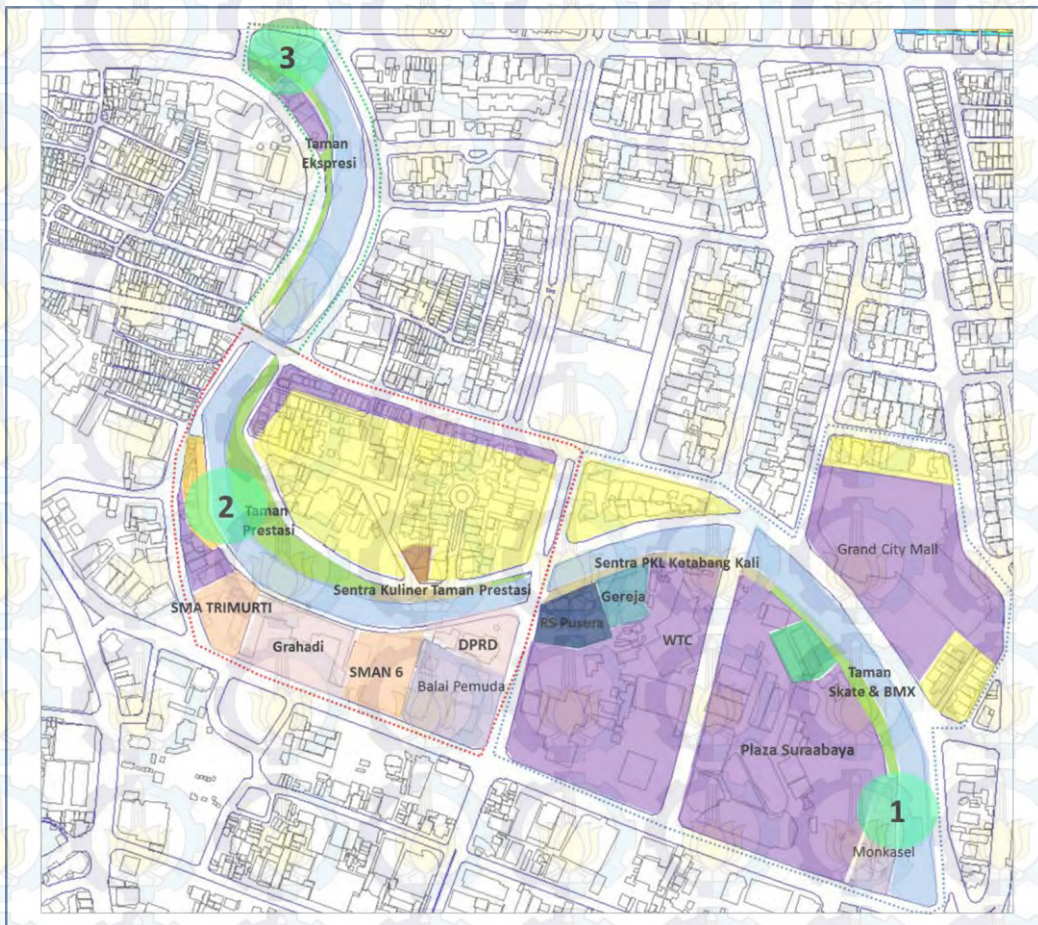 3
Taman
Ekspresi
2
Taman
Prestasi
Grand City Mall
Sentra PKL Ketabang Kali
Sentra Kuliner Taman Prestasi
Gereja
SMA TRIMURTI
RS Pusura
Grahadi
DPRD
WTC
SMAN 6
Balai Pemuda
Taman
Skate & BMX
Plaza Suraabaya
1
Monkasel